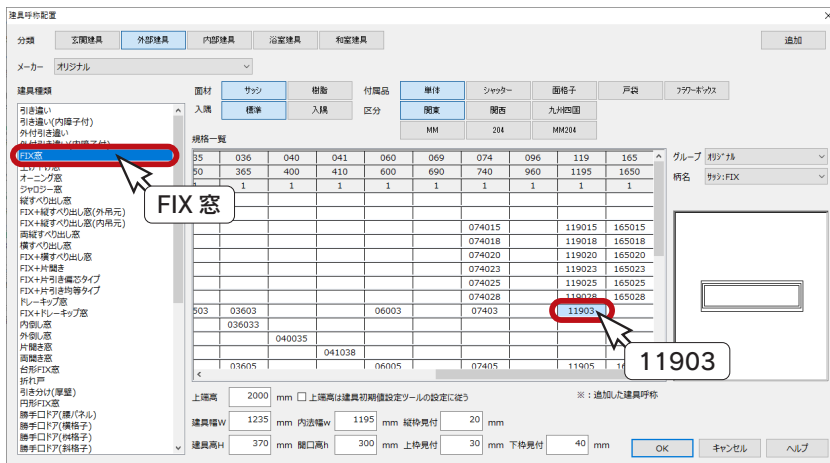 建具呼称配置
分類 玄関建具 外部建具 内部建具 浴室建具 和室建具 追加
メーカー オリジナル
建具種類
引き違い
引き違い(内障子付)
外付引き違い
外付引き違い(内障子付)
FIX窓
上げ下げ窓
オーニング窓
ジャロジー窓
縦すべり出し窓
FIX+縦すべり出し窓(外吊元)
FIX+縦すべり出し窓(内吊元)
両縦すべり出し窓
横すべり出し窓
FIX+横すべり出し窓
FIX+片開き
FIX+片引き偏芯タイプ
FIX+片引き均等タイプ
ドレーキップ窓
FIX+ドレーキップ窓
内倒し窓
外倒し窓
片開き窓
両開き窓
台形FIX窓
折れ戸
引き分け(厚壁)
円形FIX窓
勝手口ドア(腰パネル)
勝手口ドア(横格子)
勝手口ドア(桝格子)
勝手口ドア(斜格子)
FIX 窓
面材 サッシ 樹脂 付属品 単体 シャッター 面格子 戸袋 フラワーボックス
入隅 標準 入隅 区分 関東 関西 九州四国
MM 204 MM204
規格一覧
35 036 040 041 060 069 074 096 119 165
50 365 400 410 600 690 740 960 1195 1650
1 1 1 1 1 1 1 1 1
074015 119015 165015
074018 119018 165018
074020 119020 165020
074023 119023 165023
074025 119025 165025
074028 119028 165028
503 03603 06003 07403 11903
036033
040035
041038
03605 06005 07405 11905
11903
グループ オリジナル
柄名 サッシ:FIX
上端高 2000 mm 上端高は建具初期値設定ツールの設定に従う ※：追加した建具呼称
建具幅W 1235 mm 内法幅w 1195 mm 縦枠見付 20 mm
建具高H 370 mm 開口高h 300 mm 上枠見付 30 mm 下枠見付 40 mm
OK キャンセル ヘルプ